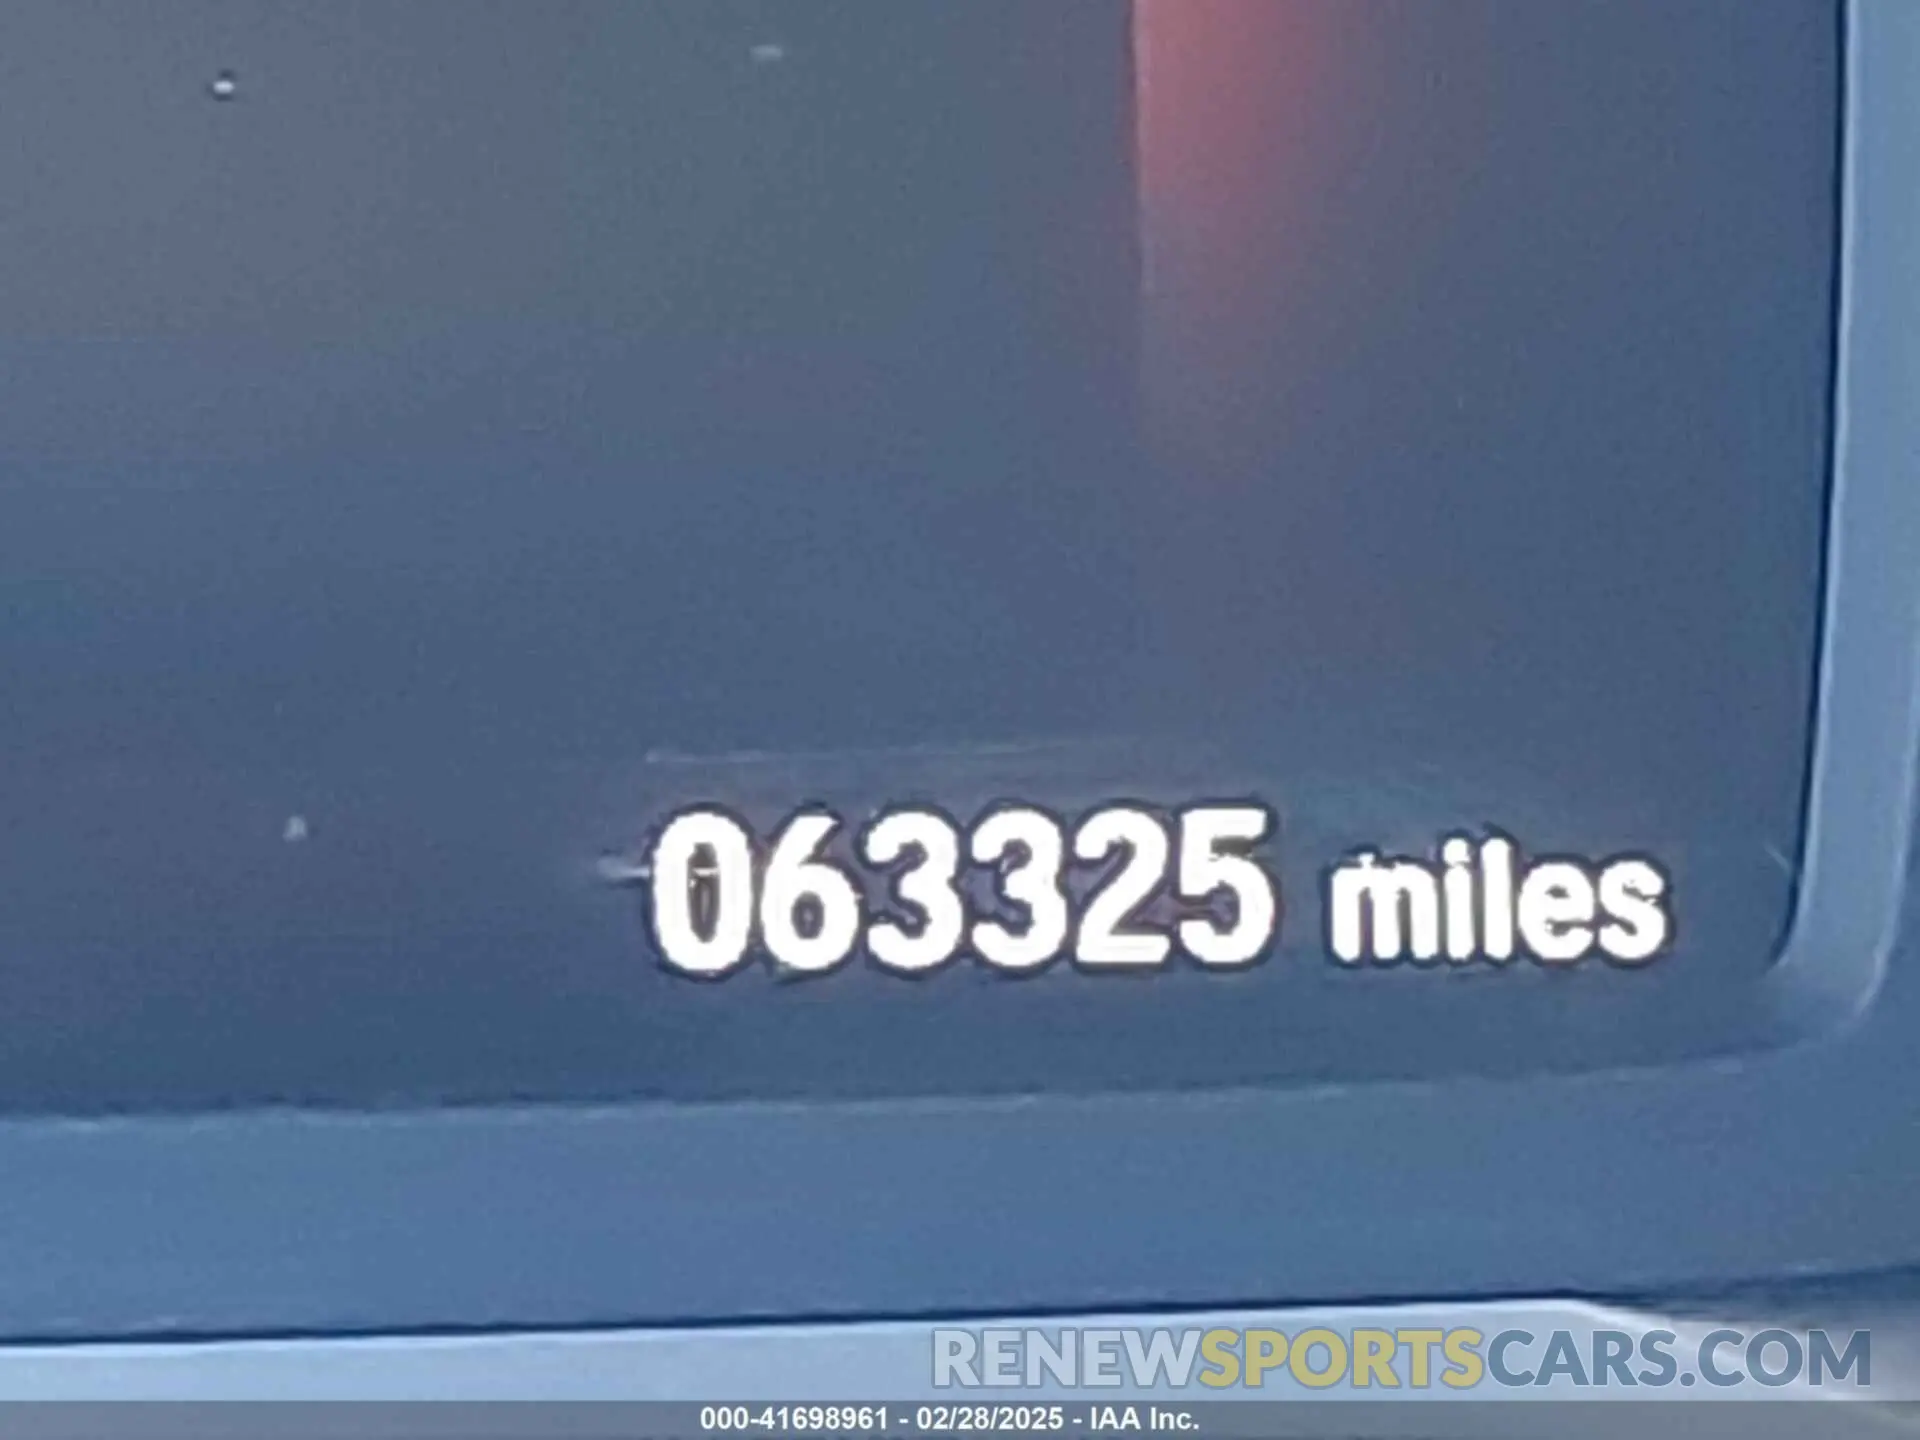 063325 miles
RENEWSPORTSCARS.COM
000-41698961 - 02/28/2025 - IAA Inc.